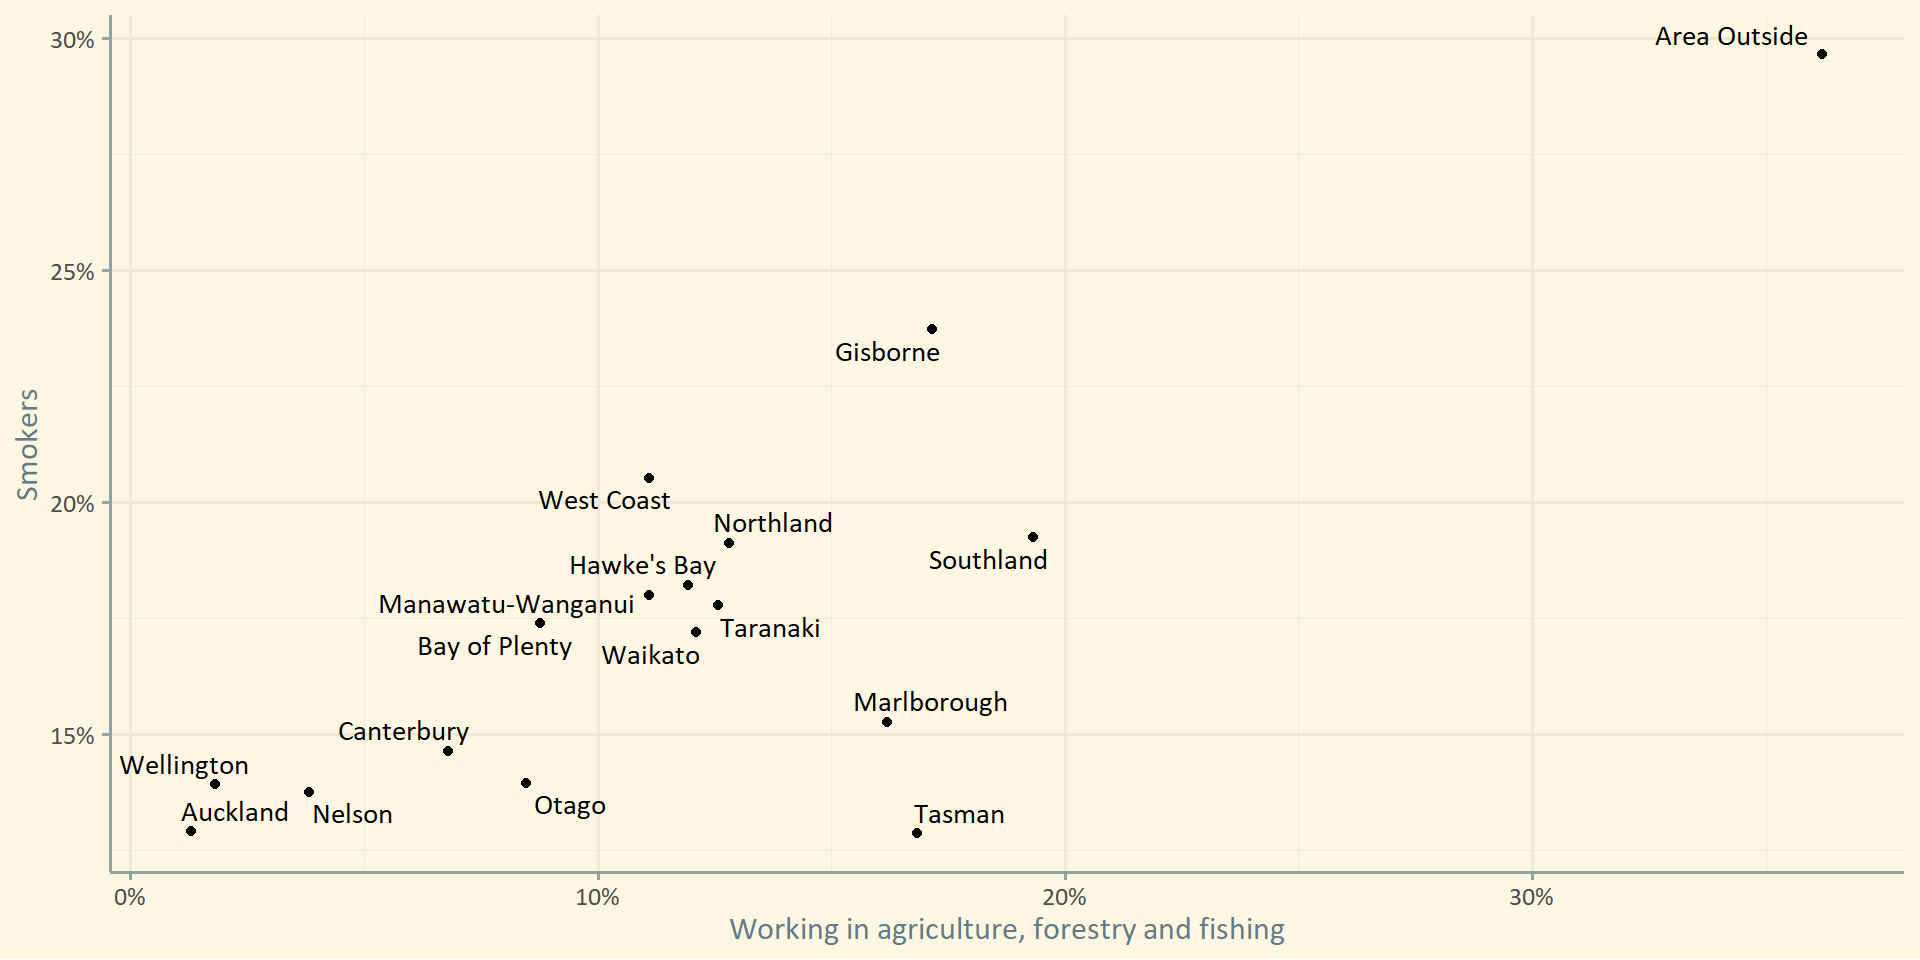 30%
Area Outside
25%
Gisborne
20%
West Coast
Northland
Southland
Hawke's Bay
Manawatu-Wanganui
Taranaki
Bay of Plenty
Waikato
Marlborough
15%
Canterbury
Wellington
Auckland
Nelson
Otago
Tasman
Smokers
0%
10%
20%
30%
Working in agriculture, forestry and fishing